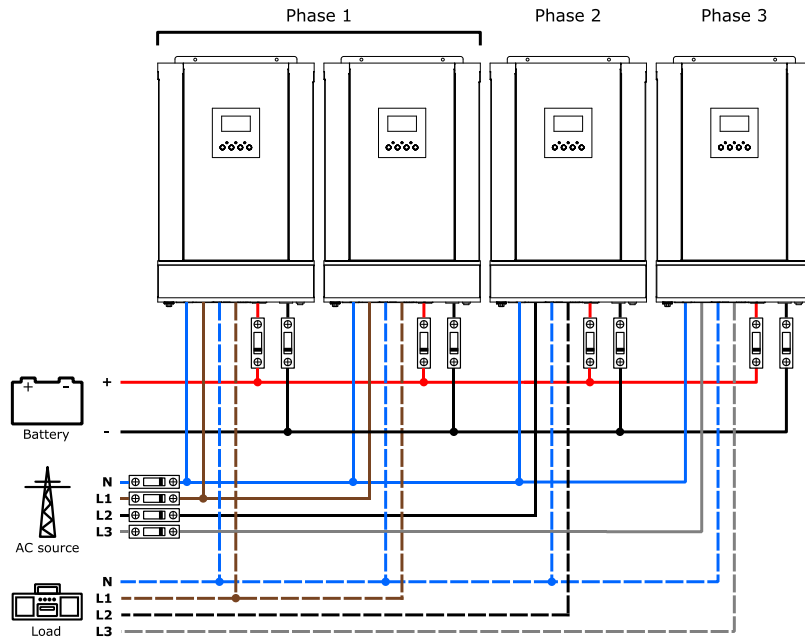 Phase 1 Phase 2 Phase 3
+
+ -
Battery
-
N
L1
L2
L3
AC source
N
L1
L2
L3
Load